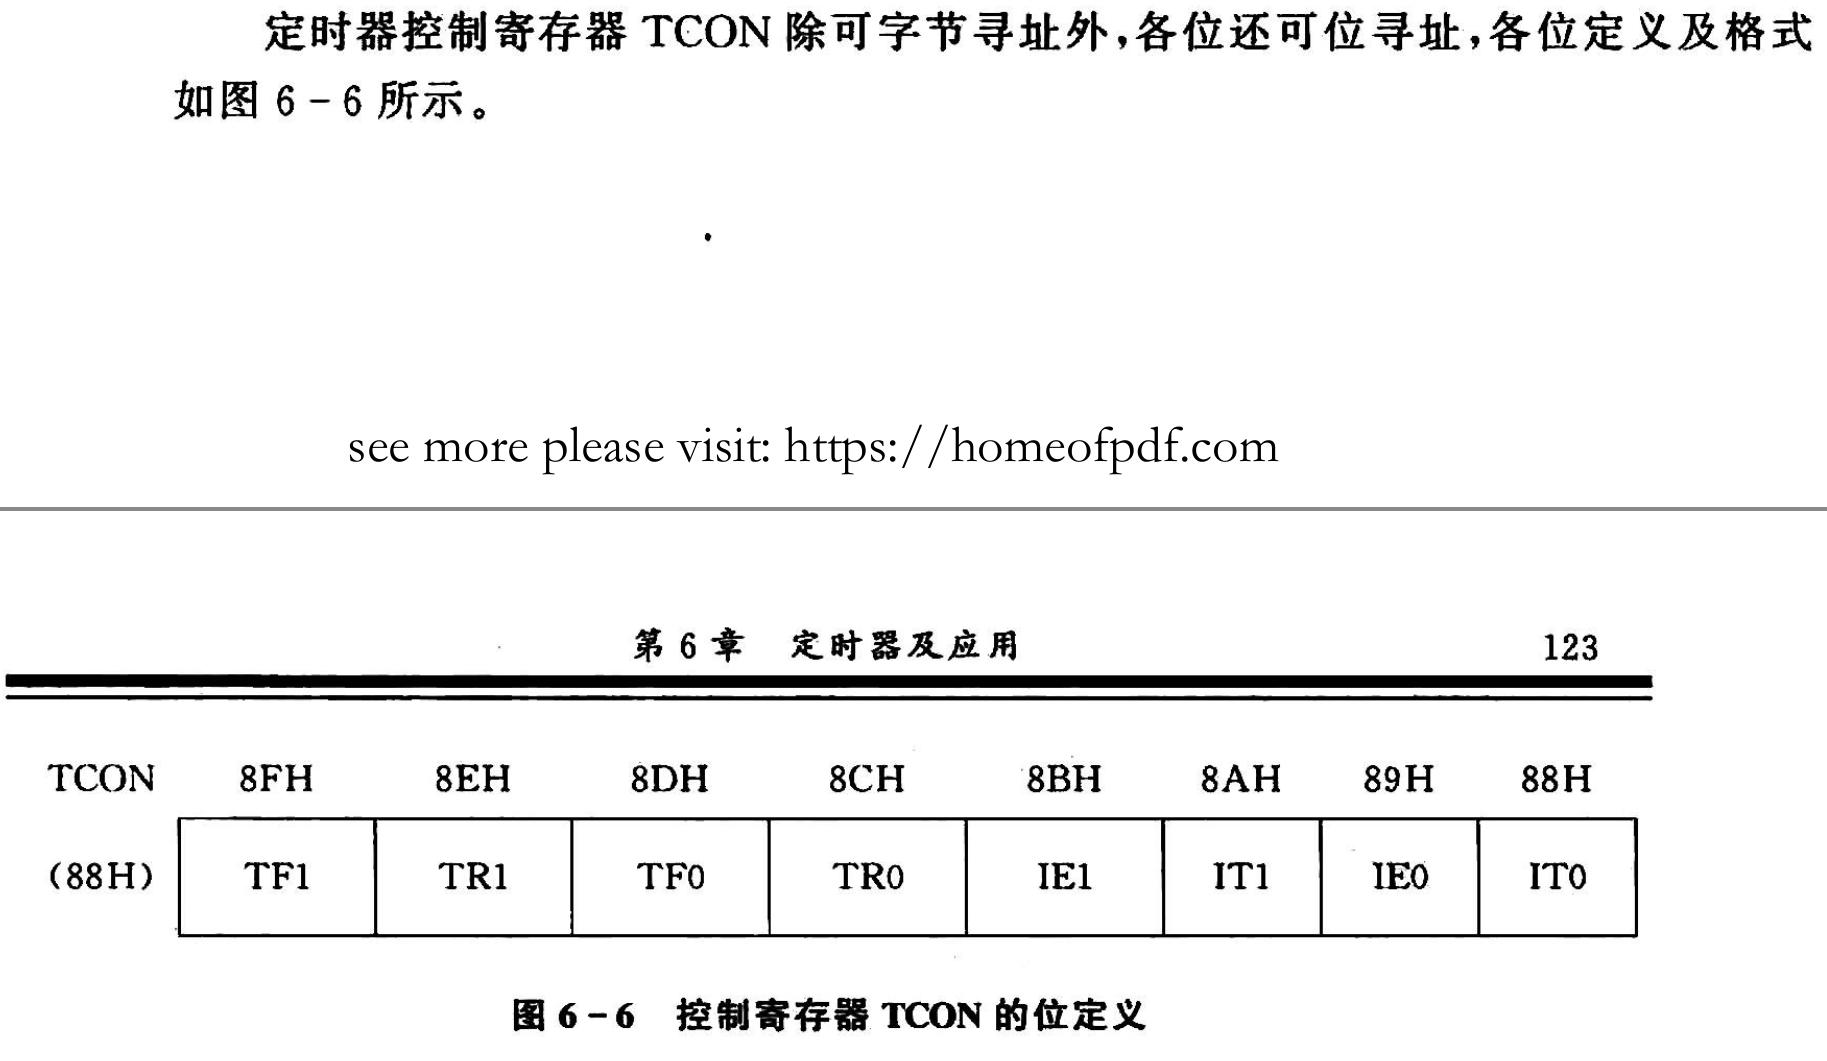 定时器控制寄存器 TCON 除可字节寻址外,各位还可位寻址,各位定义及格式
如图 6-6 所示。
see more please visit: https://homeofpdf.com
第 6 章 定时器及应用 123
TCON 8FH 8EH 8DH 8CH 8BH 8AH 89H 88H
(88H) TF1 TR1 TF0 TR0 IE1 IT1 IE0 IT0
图 6-6 控制寄存器 TCON 的位定义